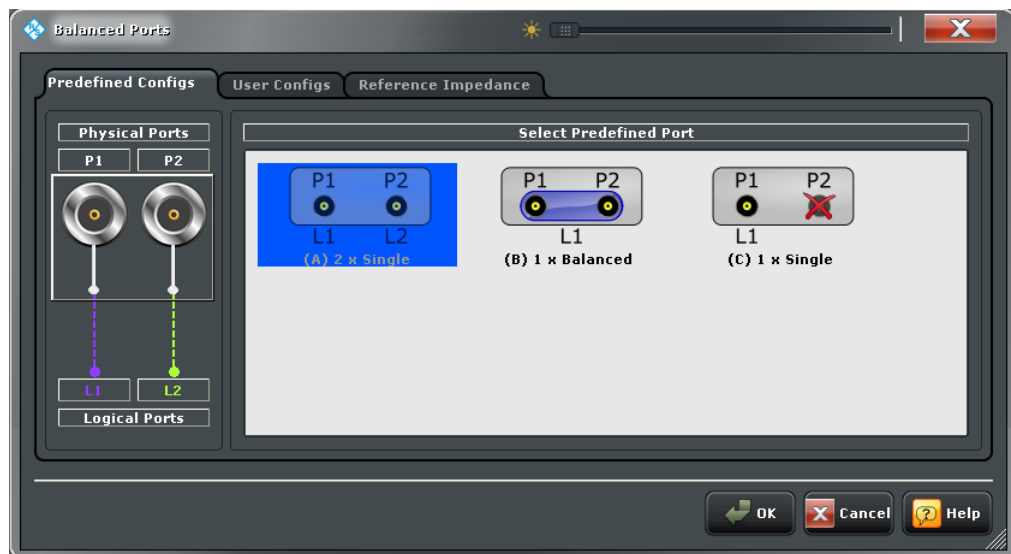 Balanced Ports
Predefined Configs
User Configs
Reference Impedance
Physical Ports
P1 P2
L1 L2
Logical Ports
Select Predefined Port
P1 P2
L1 L2
(A) 2 x Single
P1 P2
L1
(B) 1 x Balanced
P1 P2
L1
(C) 1 x Single
OK
Cancel
Help